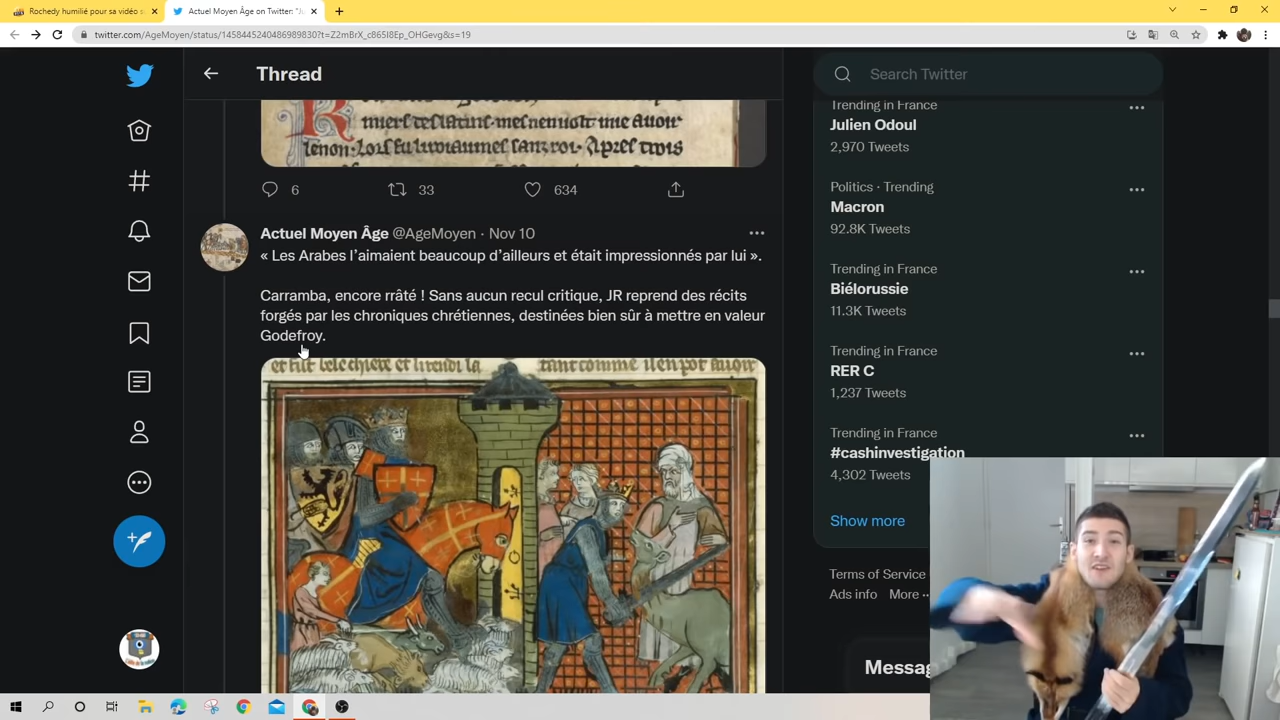 Rochedy humilié pour sa vidéo s
Actuel Moyen Âge on Twitter: "Ju
twitter.com/AgeMoyen/status/1458445240486989830?t=Z2mBrX_c865I8Ep_OHGevg&s=19
Thread
Search Twitter
6
33
634
Actuel Moyen Âge @AgeMoyen · Nov 10
« Les Arabes l'aimaient beaucoup d'ailleurs et était impressionnés par lui ».
Carramba, encore rrâté ! Sans aucun recul critique, JR reprend des récits
forgés par les chroniques chrétiennes, destinées bien sûr à mettre en valeur
Godefroy.
Trending in France
Julien Odoul
2,970 Tweets
Politics · Trending
Macron
92.8K Tweets
Trending in France
Biélorussie
11.3K Tweets
Trending in France
RER C
1,237 Tweets
Trending in France
#cashinvestigation
4,302 Tweets
Show more
Terms of Service
Ads info More ··
Messag